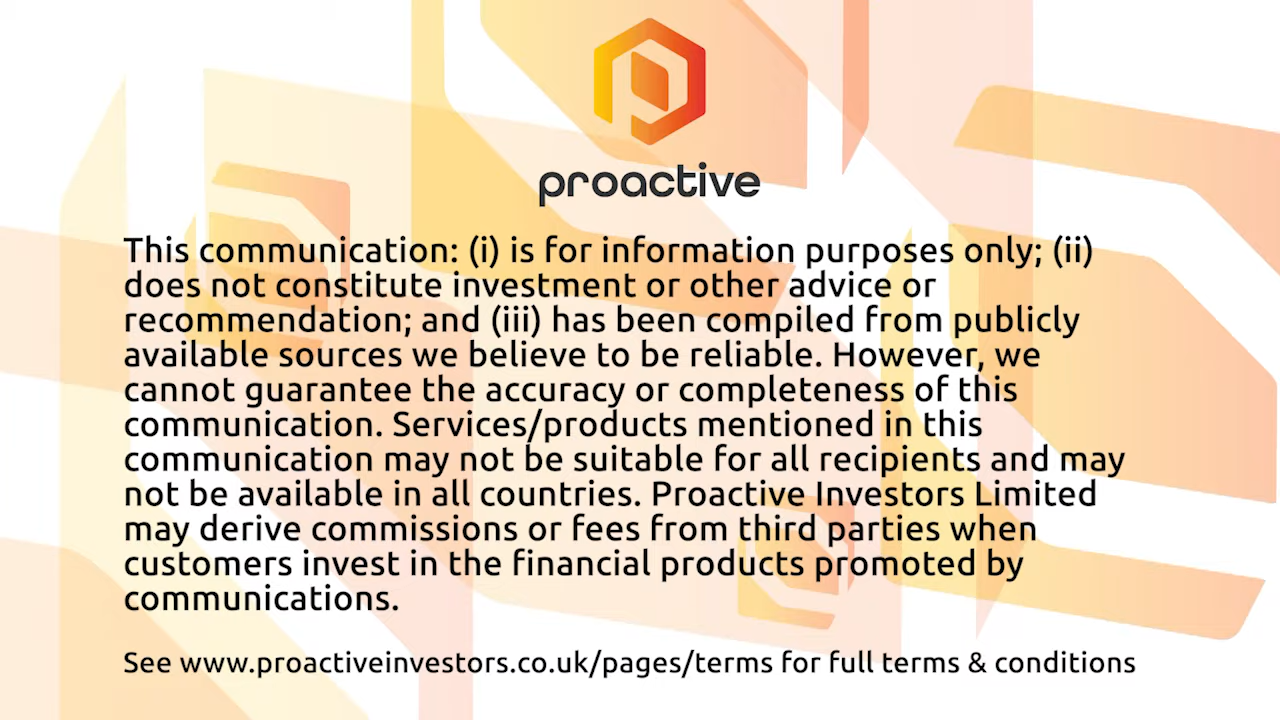 proactive
This communication: (i) is for information purposes only; (ii)
does not constitute investment or other advice or
recommendation; and (iii) has been compiled from publicly
available sources we believe to be reliable. However, we
cannot guarantee the accuracy or completeness of this
communication. Services/products mentioned in this
communication may not be suitable for all recipients and may
not be available in all countries. Proactive Investors Limited
may derive commissions or fees from third parties when
customers invest in the financial products promoted by
communications.
See www.proactiveinvestors.co.uk/pages/terms for full terms & conditions